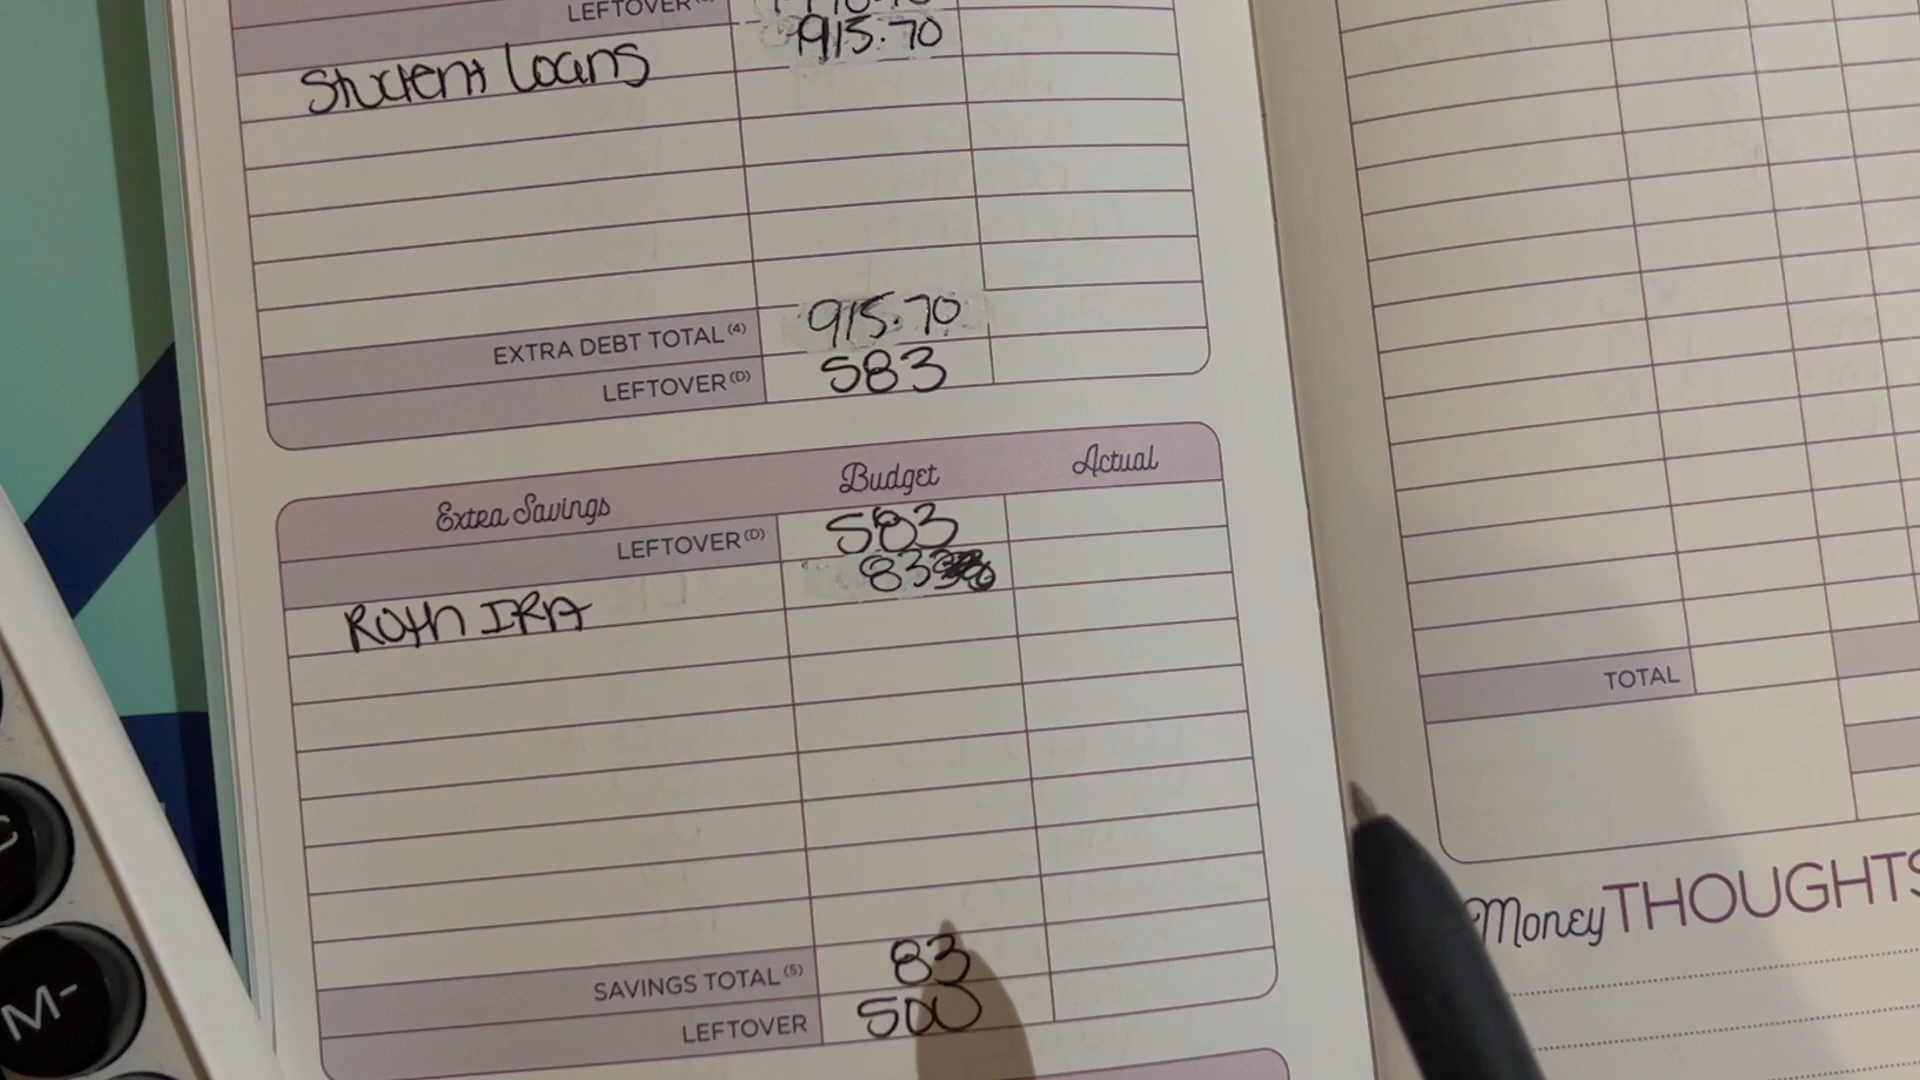 LEFTOVER
Student Loans 915.70
EXTRA DEBT TOTAL (4) 915.70
LEFTOVER (D) 583
Extra Savings Budget Actual
LEFTOVER (D) 583
Roth IRA 83
SAVINGS TOTAL (5) 83
LEFTOVER 500
TOTAL
Money THOUGHTS
C
M-